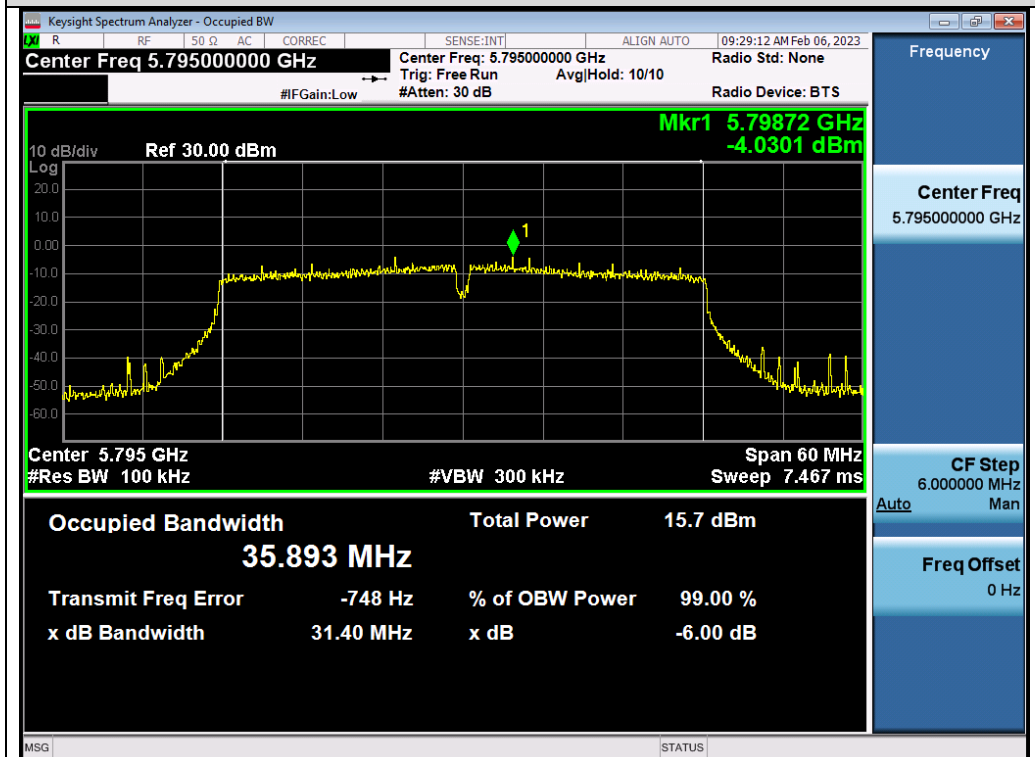 Keysight Spectrum Analyzer - Occupied BW
LXI R RF 50 Ω AC CORREC SENSE:INT ALIGN AUTO 09:29:12 AM Feb 06, 2023
Center Freq 5.795000000 GHz
Center Freq: 5.795000000 GHz
Radio Std: None
Trig: Free Run Avg|Hold: 10/10
#IFGain:Low #Atten: 30 dB Radio Device: BTS
Mkr1 5.79872 GHz
-4.0301 dBm
10 dB/div Ref 30.00 dBm
Log
20.0
10.0
0.00
-10.0
-20.0
-30.0
-40.0
-50.0
-60.0
1
Center 5.795 GHz Span 60 MHz
#Res BW 100 kHz #VBW 300 kHz Sweep 7.467 ms
Occupied Bandwidth Total Power 15.7 dBm
35.893 MHz
Transmit Freq Error -748 Hz % of OBW Power 99.00 %
x dB Bandwidth 31.40 MHz x dB -6.00 dB
MSG STATUS
Frequency
Center Freq
5.795000000 GHz
CF Step
6.000000 MHz
Auto Man
Freq Offset
0 Hz